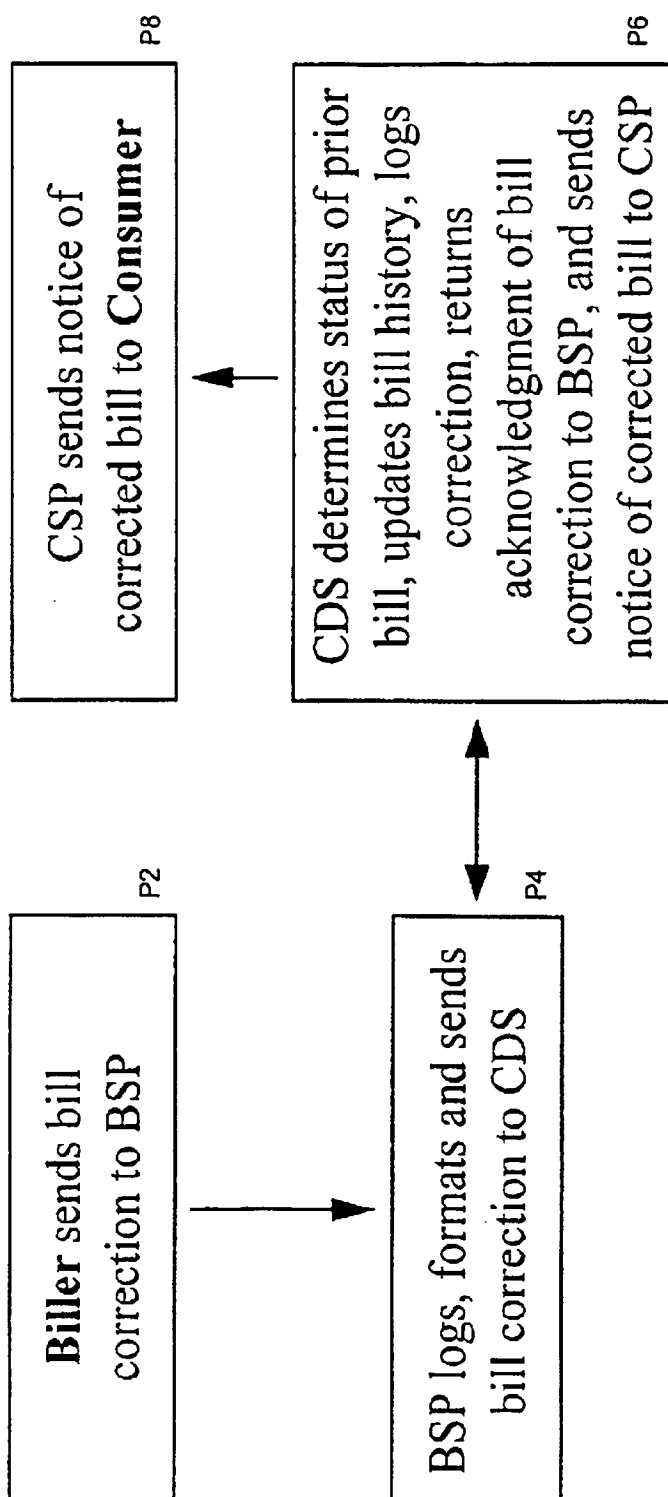 Biller sends bill
correction to BSP
P2
BSP logs, formats and sends
bill correction to CDS
P4
CDS determines status of prior
bill, updates bill history, logs
correction, returns
acknowledgment of bill
correction to BSP, and sends
notice of corrected bill to CSP
P6
CSP sends notice of
corrected bill to Consumer
P8